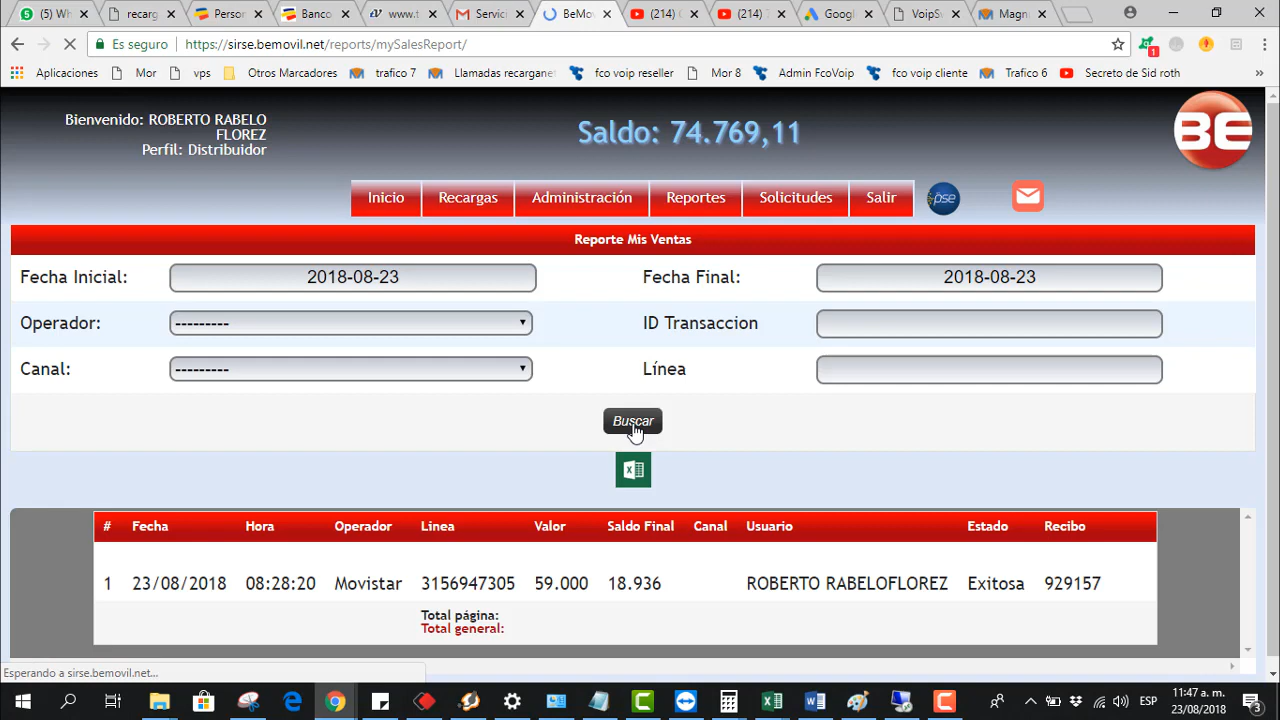 (5) Wh
recarg
Person
Banco
www.t
Servici
BeMov
(214) C
(214) 7
Googl
VoipSw
Magn
Es seguro | https://sirse.bemovil.net/reports/mySalesReport/
1
Aplicaciones
Mor
vps
Otros Marcadores
trafico 7
Llamadas recargane
fco voip reseller
Mor 8
Admin FcoVoip
fco voip cliente
Trafico 6
Secreto de Sid roth
»
Bienvenido: ROBERTO RABELO
FLOREZ
Perfil: Distribuidor
Saldo: 74.769,11
BE
Inicio
Recargas
Administración
Reportes
Solicitudes
Salir
pse
Reporte Mis Ventas
Fecha Inicial: 2018-08-23 Fecha Final: 2018-08-23
Operador: --------- ID Transaccion
Canal: --------- Línea
Buscar
# Fecha Hora Operador Linea Valor Saldo Final Canal Usuario Estado Recibo
1 23/08/2018 08:28:20 Movistar 3156947305 59.000 18.936 ROBERTO RABELOFLOREZ Exitosa 929157
Total página:
Total general:
Esperando a sirse.bemovil.net...
ESP
11:47 a. m.
23/08/2018
3